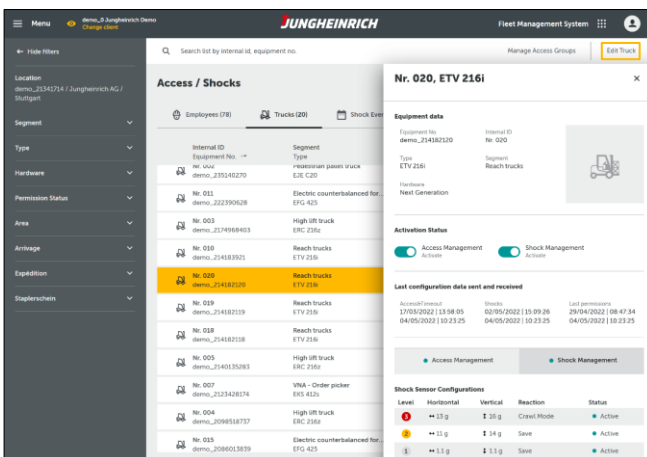 Menu
demo_0 Jungheinrich Demo
Change client
JUNGHEINRICH
Fleet Management System
Hide filters
Search list by internal id, equipment no.
Manage Access Groups
Edit Truck
Location
demo_21341714 / Jungheinrich AG /
Stuttgart
Segment
Type
Hardware
Permission Status
Area
Arrivage
Expédition
Staplerschein
Access / Shocks
Employees (78)
Trucks (20)
Shock Eve
Internal ID
Equipment No.
Segment
Type
Nr. 002
Pedestrian pallet truck
demo_235140270
EJE C20
Nr. 011
Electric counterbalanced for...
demo_222390628
EFG 425
Nr. 003
High lift truck
demo_2174968403
ERC 216z
Nr. 010
Reach trucks
demo_214183921
ETV 216i
Nr. 020
Reach trucks
demo_214182120
ETV 216i
Nr. 019
Reach trucks
demo_214182119
ETV 216i
Nr. 018
Reach trucks
demo_214182118
ETV 216i
Nr. 005
High lift truck
demo_2140135283
ERC 216z
Nr. 007
VNA - Order picker
demo_2123428174
EKS 412s
Nr. 004
High lift truck
demo_2098518737
ERC 216z
Nr. 015
Electric counterbalanced for...
demo_2086013839
EFG 425
Nr. 020, ETV 216i
Equipment data
Equipment No
demo_214182120
Internal ID
Nr. 020
Type
ETV 216i
Segment
Reach trucks
Hardware
Next Generation
Activation Status
Access Management
Activate
Shock Management
Activate
Last configuration data sent and received
Access&Timeout
17/03/2022 | 13:58:05
04/05/2022 | 10:23:25
Shocks
02/05/2022 | 15:09:26
04/05/2022 | 10:23:25
Last permissions
29/04/2022 | 08:47:34
04/05/2022 | 10:23:25
Access Management
Shock Management
Shock Sensor Configurations
Level Horizontal Vertical Reaction Status
3 ↔ 13 g ↕ 16 g Crawl Mode Active
2 ↔ 11 g ↕ 14 g Save Active
1 ↔ 1.1 g ↕ 1.1 g Save Active